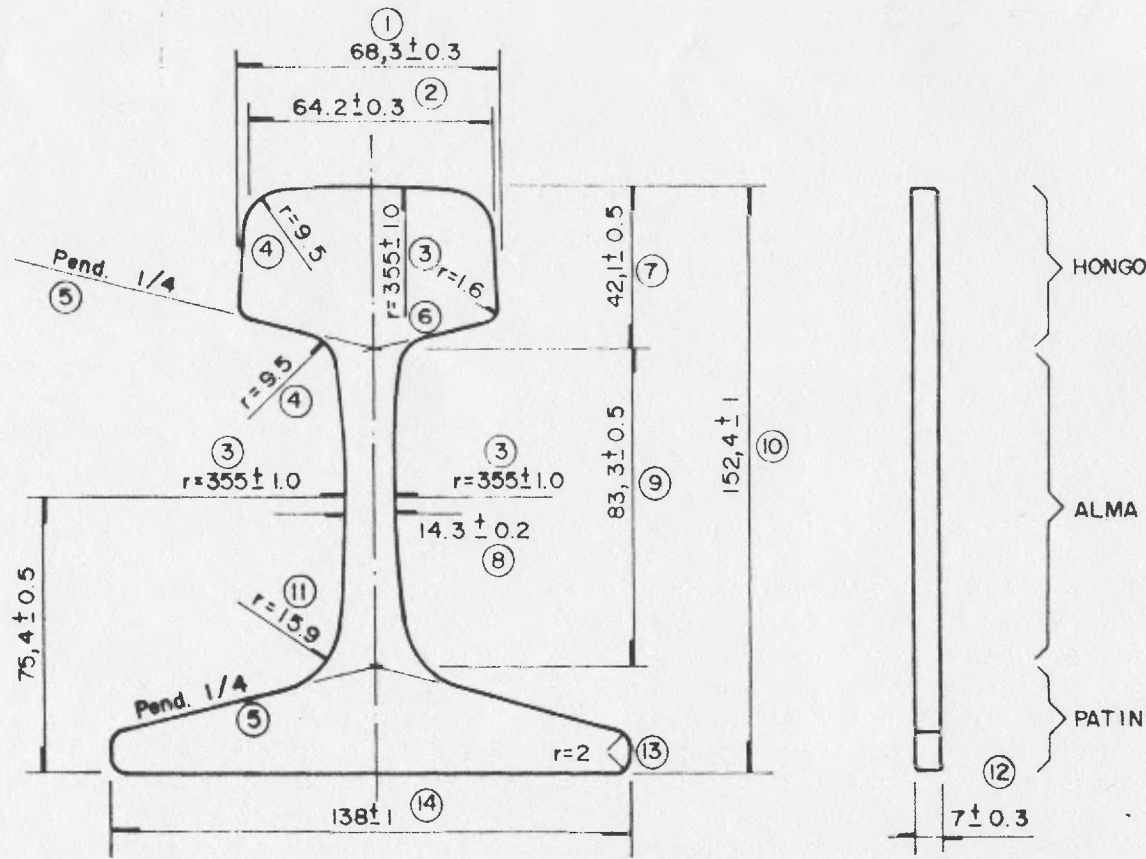 ①
68,3±0.3
②
64.2±0.3
r=9.5
④
r=355±1.0
③
r=1.6
⑥
42,1±0.5
⑦
Pend. 1/4
⑤
r=9.5
④
③
r=355±1.0
③
r=355±1.0
14.3±0.2
⑧
83,3±0.5
⑨
152,4±1
⑩
75,4±0.5
⑪
r=15.9
Pend. 1/4
⑤
r=2
⑬
138±1
⑭
HONGO
ALMA
PATIN
⑫
7±0.3